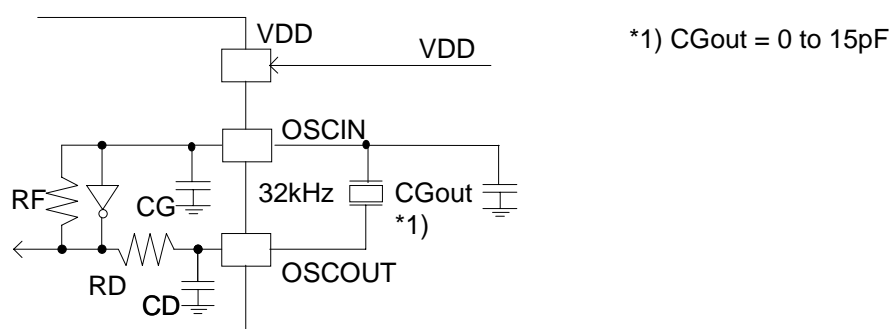 VDD
VDD
*1) CGout = 0 to 15pF
OSCIN
RF
CG
32kHz
CGout
*1)
RD
CD
OSCOUT